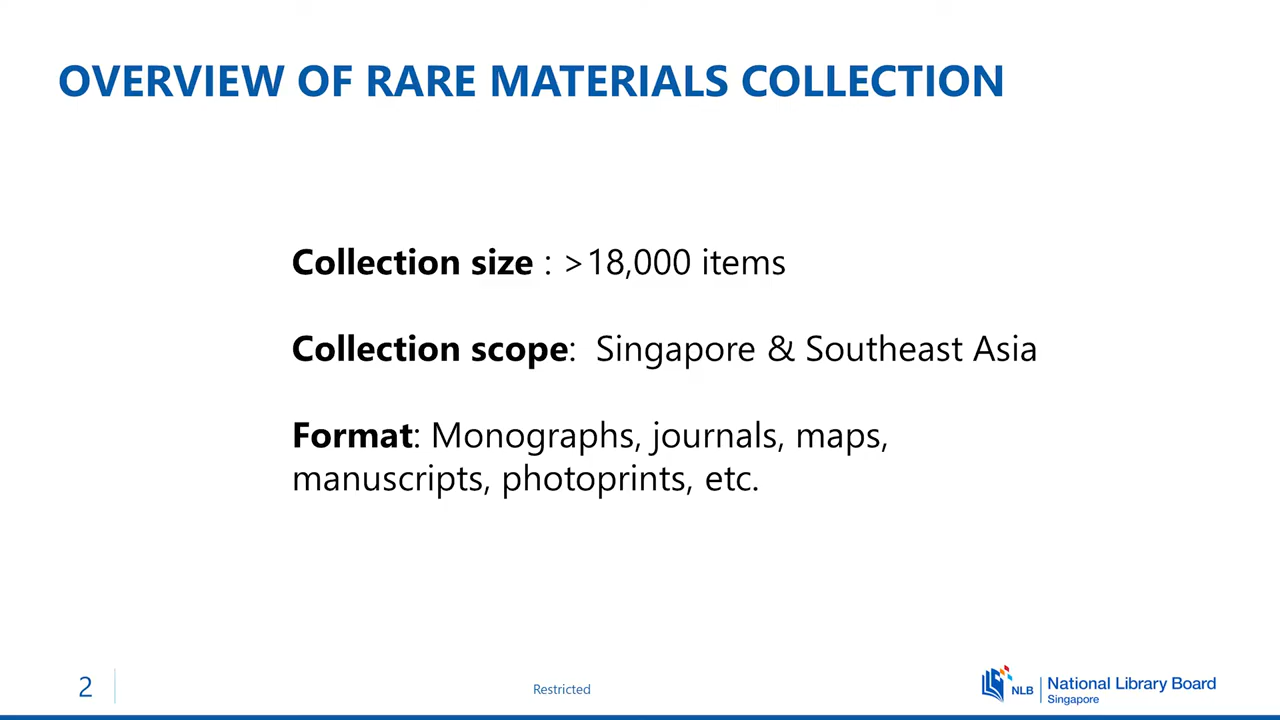 OVERVIEW OF RARE MATERIALS COLLECTION
Collection size : >18,000 items
Collection scope:  Singapore & Southeast Asia
Format: Monographs, journals, maps,
manuscripts, photoprints, etc.
2
Restricted
NLB
National Library Board
Singapore